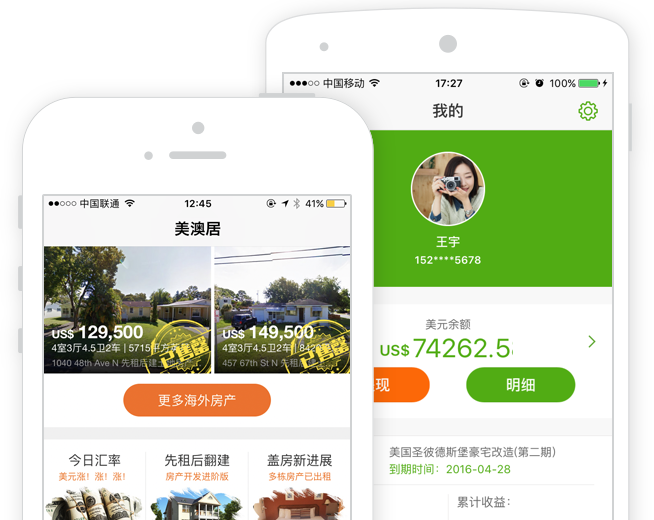 中国移动
17:27
100%
我的
王宇
152****5678
美元余额
US$ 74262.5
现
明细
美国圣彼德斯堡豪宅改造(第二期)
到期时间：2016-04-28
累计收益：
中国联通
12:45
41%
美澳居
US$ 129,500
4室3厅4.5卫2车 | 5715平方
1040 48th Ave N 先租后建
US$ 149,500
4室3厅4.5卫2车 |
457 67th St N 先租后
已售罄
已售罄
更多海外房产
今日汇率
美元涨！涨！涨！
先租后翻建
房产开发进阶版
盖房新进展
多栋房产已出租